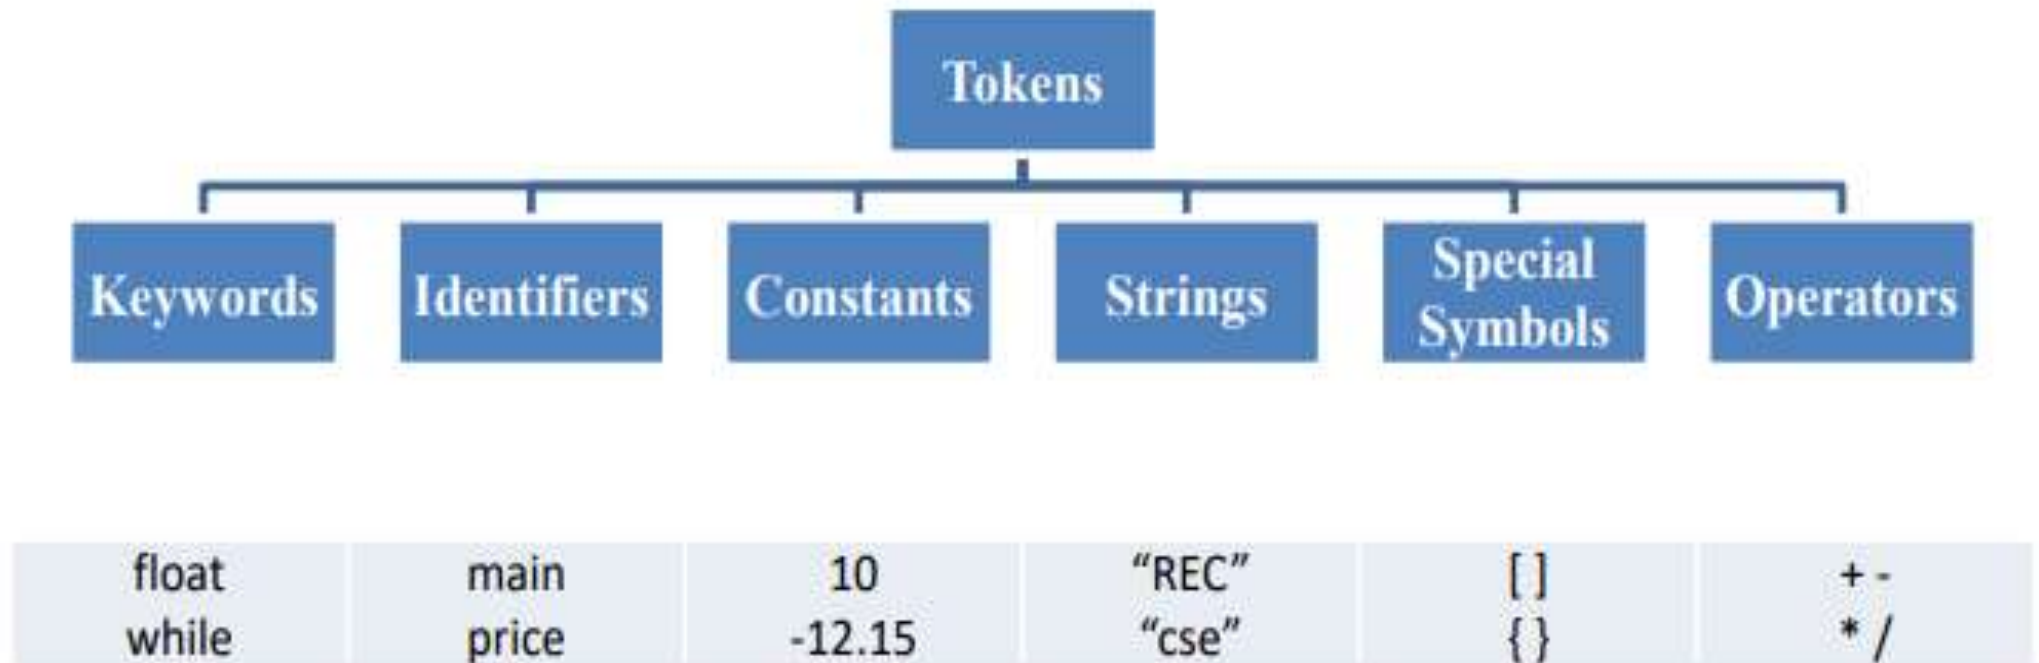 Tokens
Keywords Identifiers Constants Strings Special Symbols Operators
float main 10 “REC” [ ] + -
while price -12.15 “cse” { } * /